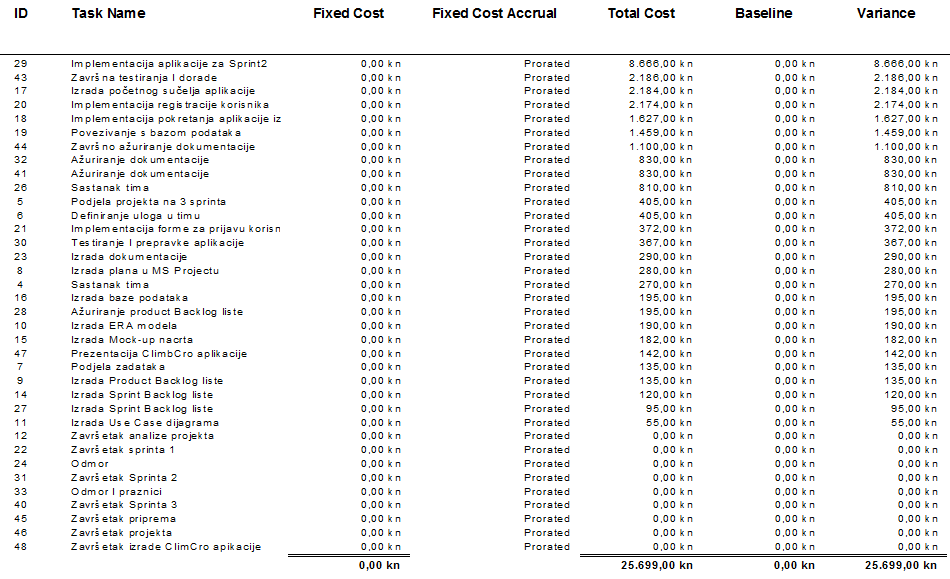 ID Task Name Fixed Cost Fixed Cost Accrual Total Cost Baseline Variance
29 Implementacija aplikacije za Sprint2 0,00 kn Prorated 8.666,00 kn 0,00 kn 8.666,00 kn
43 Završna testiranja I dorade 0,00 kn Prorated 2.186,00 kn 0,00 kn 2.186,00 kn
17 Izrada početnog sučelja aplikacije 0,00 kn Prorated 2.184,00 kn 0,00 kn 2.184,00 kn
20 Implementacija registracije korisnika 0,00 kn Prorated 2.174,00 kn 0,00 kn 2.174,00 kn
18 Implementacija pokretanja aplikacije iz 0,00 kn Prorated 1.627,00 kn 0,00 kn 1.627,00 kn
19 Povezivanje s bazom podataka 0,00 kn Prorated 1.459,00 kn 0,00 kn 1.459,00 kn
44 Završno ažuriranje dokumentacije 0,00 kn Prorated 1.100,00 kn 0,00 kn 1.100,00 kn
32 Ažuriranje dokumentacije 0,00 kn Prorated 830,00 kn 0,00 kn 830,00 kn
41 Ažuriranje dokumentacije 0,00 kn Prorated 830,00 kn 0,00 kn 830,00 kn
26 Sastanak tima 0,00 kn Prorated 810,00 kn 0,00 kn 810,00 kn
5 Podjela projekta na 3 sprinta 0,00 kn Prorated 405,00 kn 0,00 kn 405,00 kn
6 Definiranje uloga u timu 0,00 kn Prorated 405,00 kn 0,00 kn 405,00 kn
21 Implementacija forme za prijavu korisn 0,00 kn Prorated 372,00 kn 0,00 kn 372,00 kn
30 Testiranje I prepravke aplikacije 0,00 kn Prorated 367,00 kn 0,00 kn 367,00 kn
23 Izrada dokumentacije 0,00 kn Prorated 290,00 kn 0,00 kn 290,00 kn
8 Izrada plana u MS Projectu 0,00 kn Prorated 280,00 kn 0,00 kn 280,00 kn
4 Sastanak tima 0,00 kn Prorated 270,00 kn 0,00 kn 270,00 kn
16 Izrada baze podataka 0,00 kn Prorated 195,00 kn 0,00 kn 195,00 kn
28 Ažuriranje product Backlog liste 0,00 kn Prorated 195,00 kn 0,00 kn 195,00 kn
10 Izrada ERA modela 0,00 kn Prorated 190,00 kn 0,00 kn 190,00 kn
15 Izrada Mock-up nacrta 0,00 kn Prorated 182,00 kn 0,00 kn 182,00 kn
47 Prezentacija ClimbCro aplikacije 0,00 kn Prorated 142,00 kn 0,00 kn 142,00 kn
7 Podjela zadataka 0,00 kn Prorated 135,00 kn 0,00 kn 135,00 kn
9 Izrada Product Backlog liste 0,00 kn Prorated 135,00 kn 0,00 kn 135,00 kn
14 Izrada Sprint Backlog liste 0,00 kn Prorated 120,00 kn 0,00 kn 120,00 kn
27 Izrada Sprint Backlog liste 0,00 kn Prorated 95,00 kn 0,00 kn 95,00 kn
11 Izrada Use Case dijagrama 0,00 kn Prorated 55,00 kn 0,00 kn 55,00 kn
12 Završetak analize projekta 0,00 kn Prorated 0,00 kn 0,00 kn 0,00 kn
22 Završetak sprinta 1 0,00 kn Prorated 0,00 kn 0,00 kn 0,00 kn
24 Odmor 0,00 kn Prorated 0,00 kn 0,00 kn 0,00 kn
31 Završetak Sprinta 2 0,00 kn Prorated 0,00 kn 0,00 kn 0,00 kn
33 Odmor I praznici 0,00 kn Prorated 0,00 kn 0,00 kn 0,00 kn
40 Završetak Sprinta 3 0,00 kn Prorated 0,00 kn 0,00 kn 0,00 kn
45 Završetak priprema 0,00 kn Prorated 0,00 kn 0,00 kn 0,00 kn
46 Završetak projekta 0,00 kn Prorated 0,00 kn 0,00 kn 0,00 kn
48 Završetak izrade ClimCro apikacije 0,00 kn Prorated 0,00 kn 0,00 kn 0,00 kn
0,00 kn 25.699,00 kn 0,00 kn 25.699,00 kn